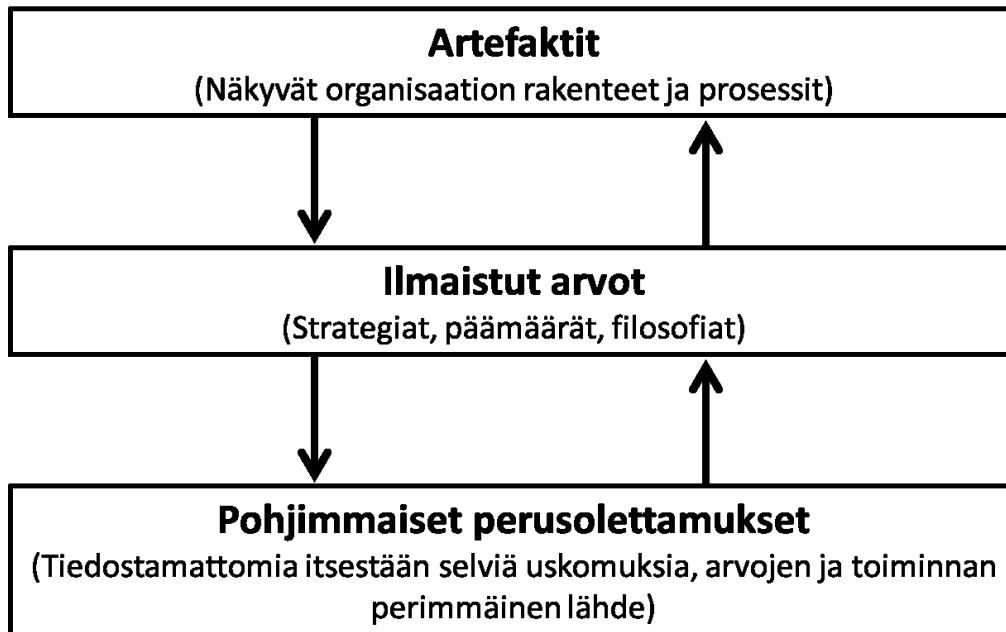 Artefaktit
(Näkyvät organisaation rakenteet ja prosessit)
Ilmaistut arvot
(Strategiat, päämäärät, filosofiat)
Pohjimmaiset perusolettamukset
(Tiedostamattomia itsestään selviä uskomuksia, arvojen ja toiminnan
perimmäinen lähde)